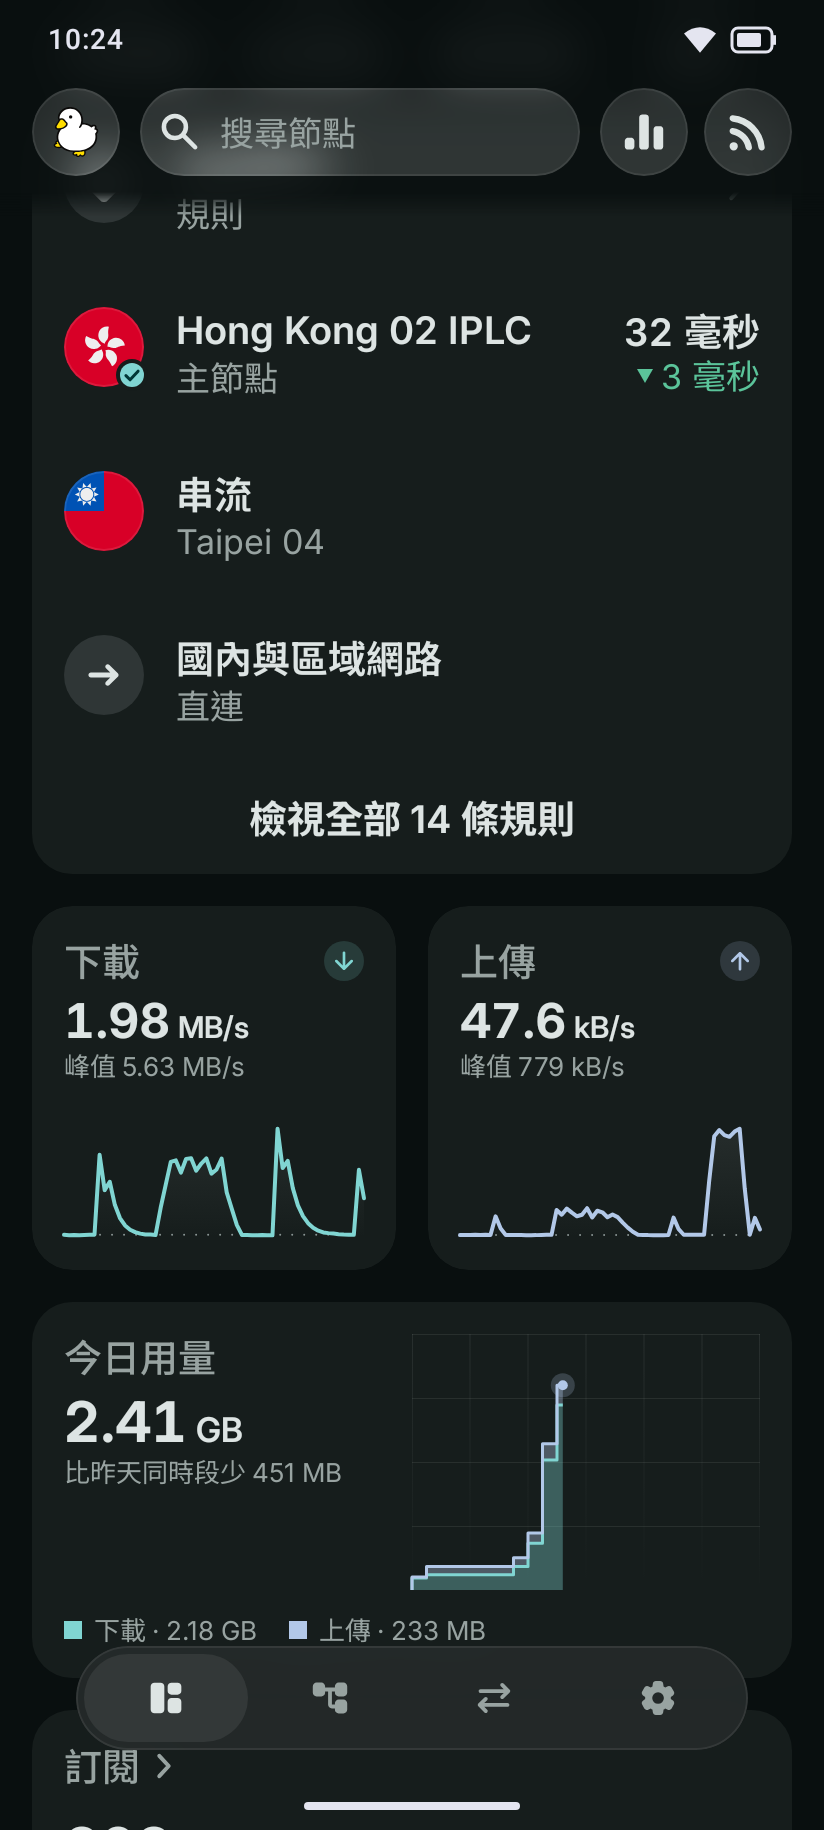 10:24
搜尋節點
規則
Hong Kong 02 IPLC
32 毫秒
主節點
3 毫秒
串流
Taipei 04
國內與區域網路
直連
檢視全部 14 條規則
下載
1.98 MB/s
峰值 5.63 MB/s
上傳
47.6 kB/s
峰值 779 kB/s
今日用量
2.41 GB
比昨天同時段少 451 MB
下載 · 2.18 GB
上傳 · 233 MB
訂閱